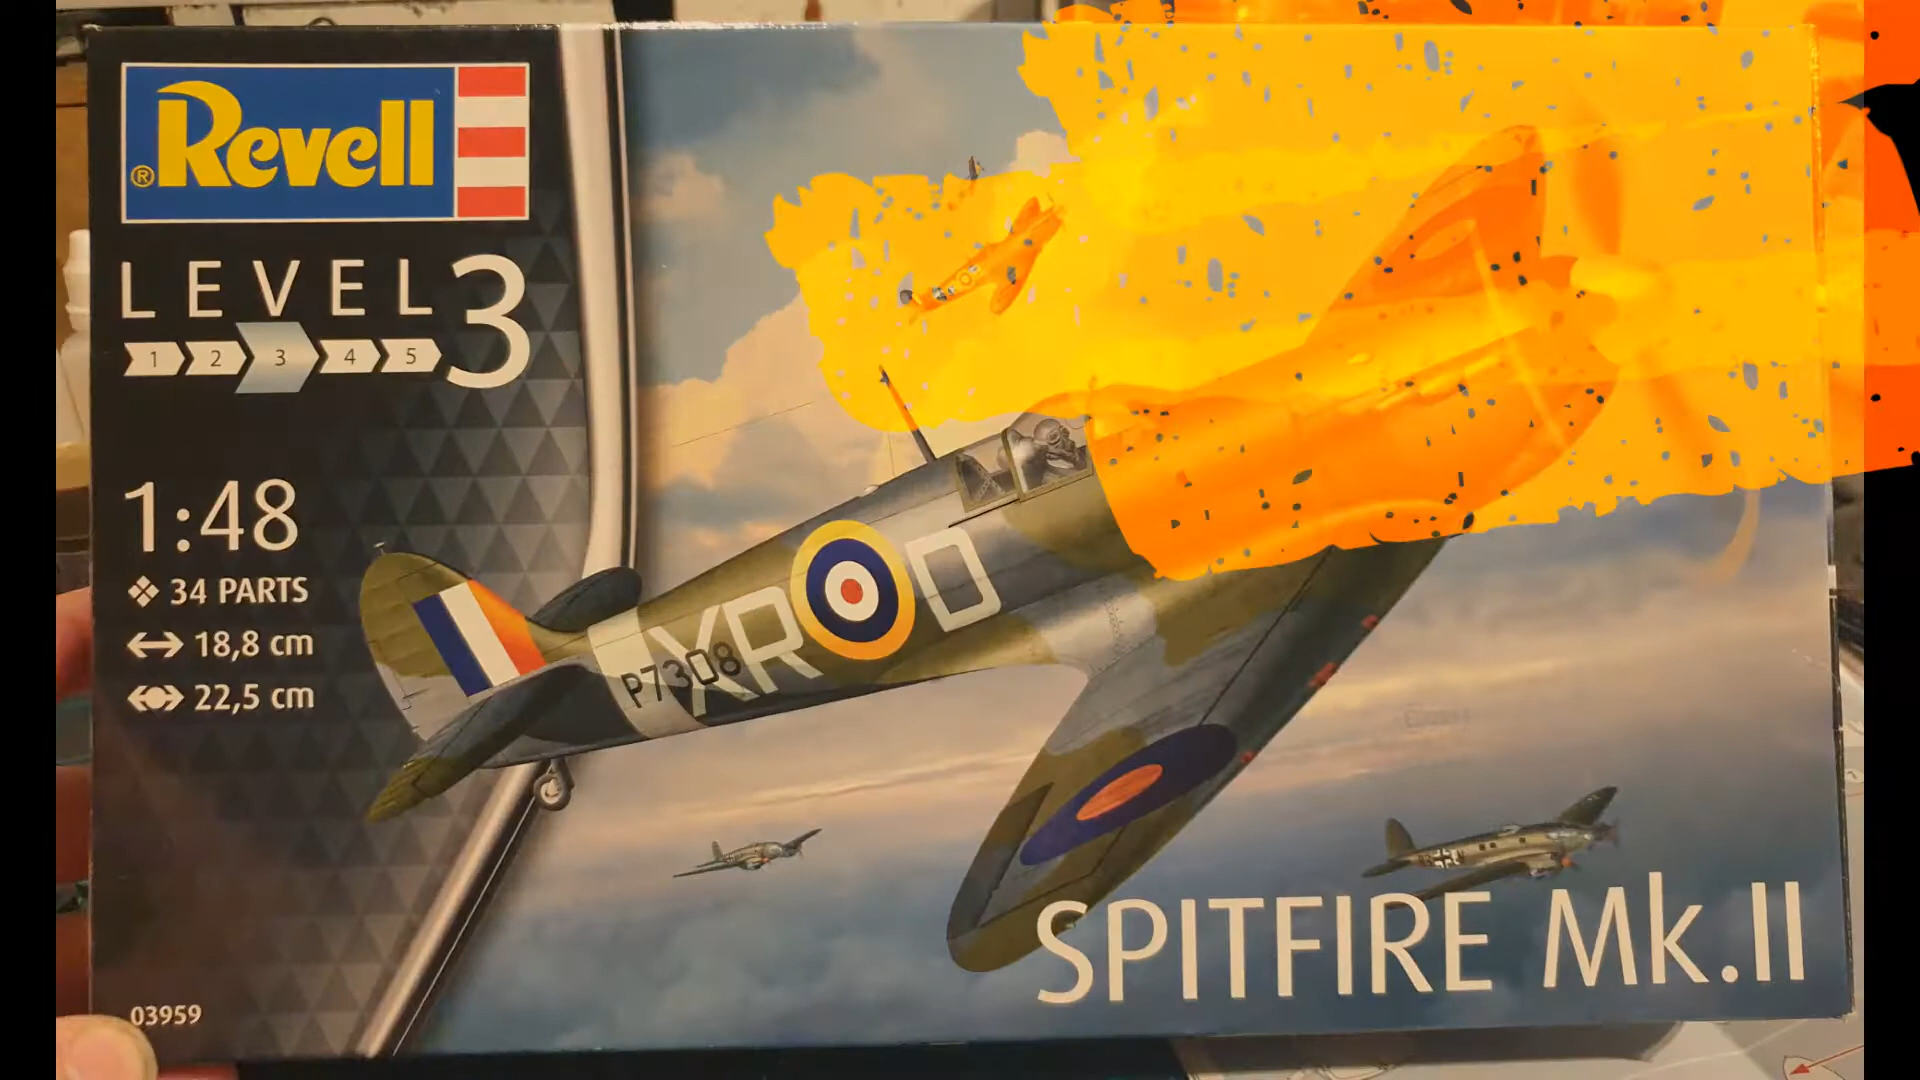 Revell
®
LEVEL 3
1 2 3 4 5
1:48
34 PARTS
18,8 cm
22,5 cm
XR D
P7308
SPITFIRE Mk.II
03959